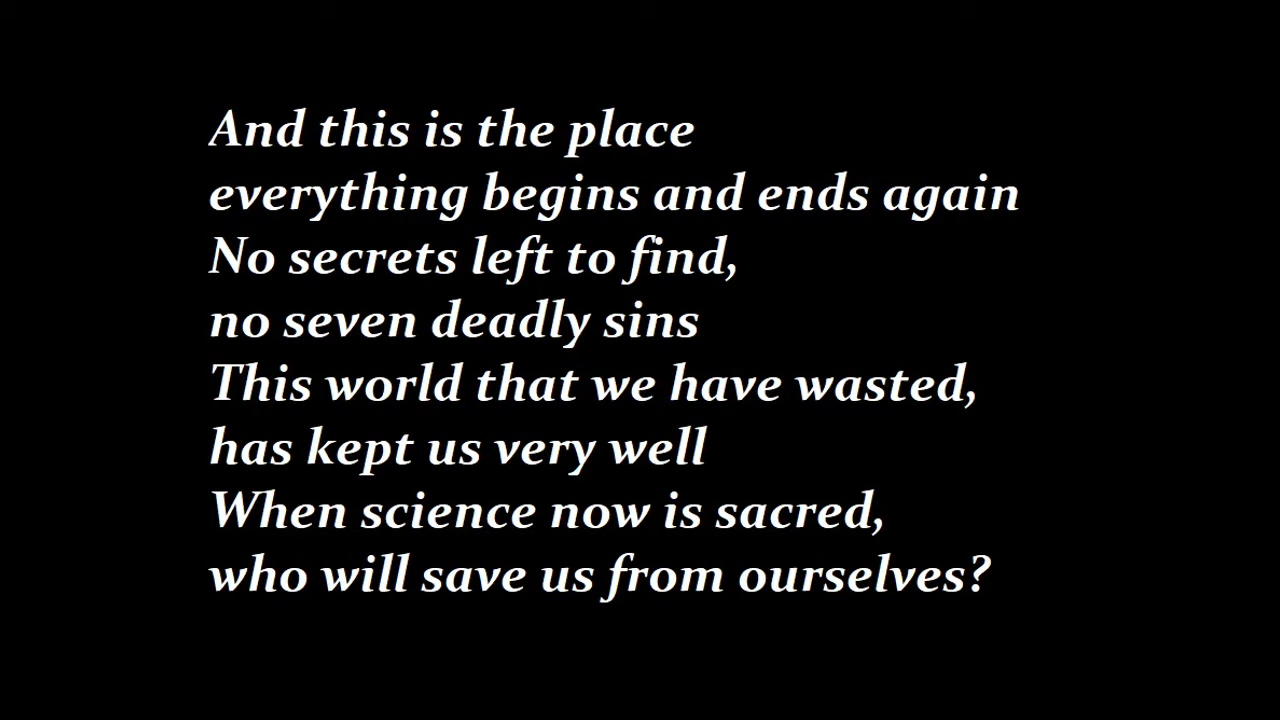 And this is the place
everything begins and ends again
No secrets left to find,
no seven deadly sins
This world that we have wasted,
has kept us very well
When science now is sacred,
who will save us from ourselves?